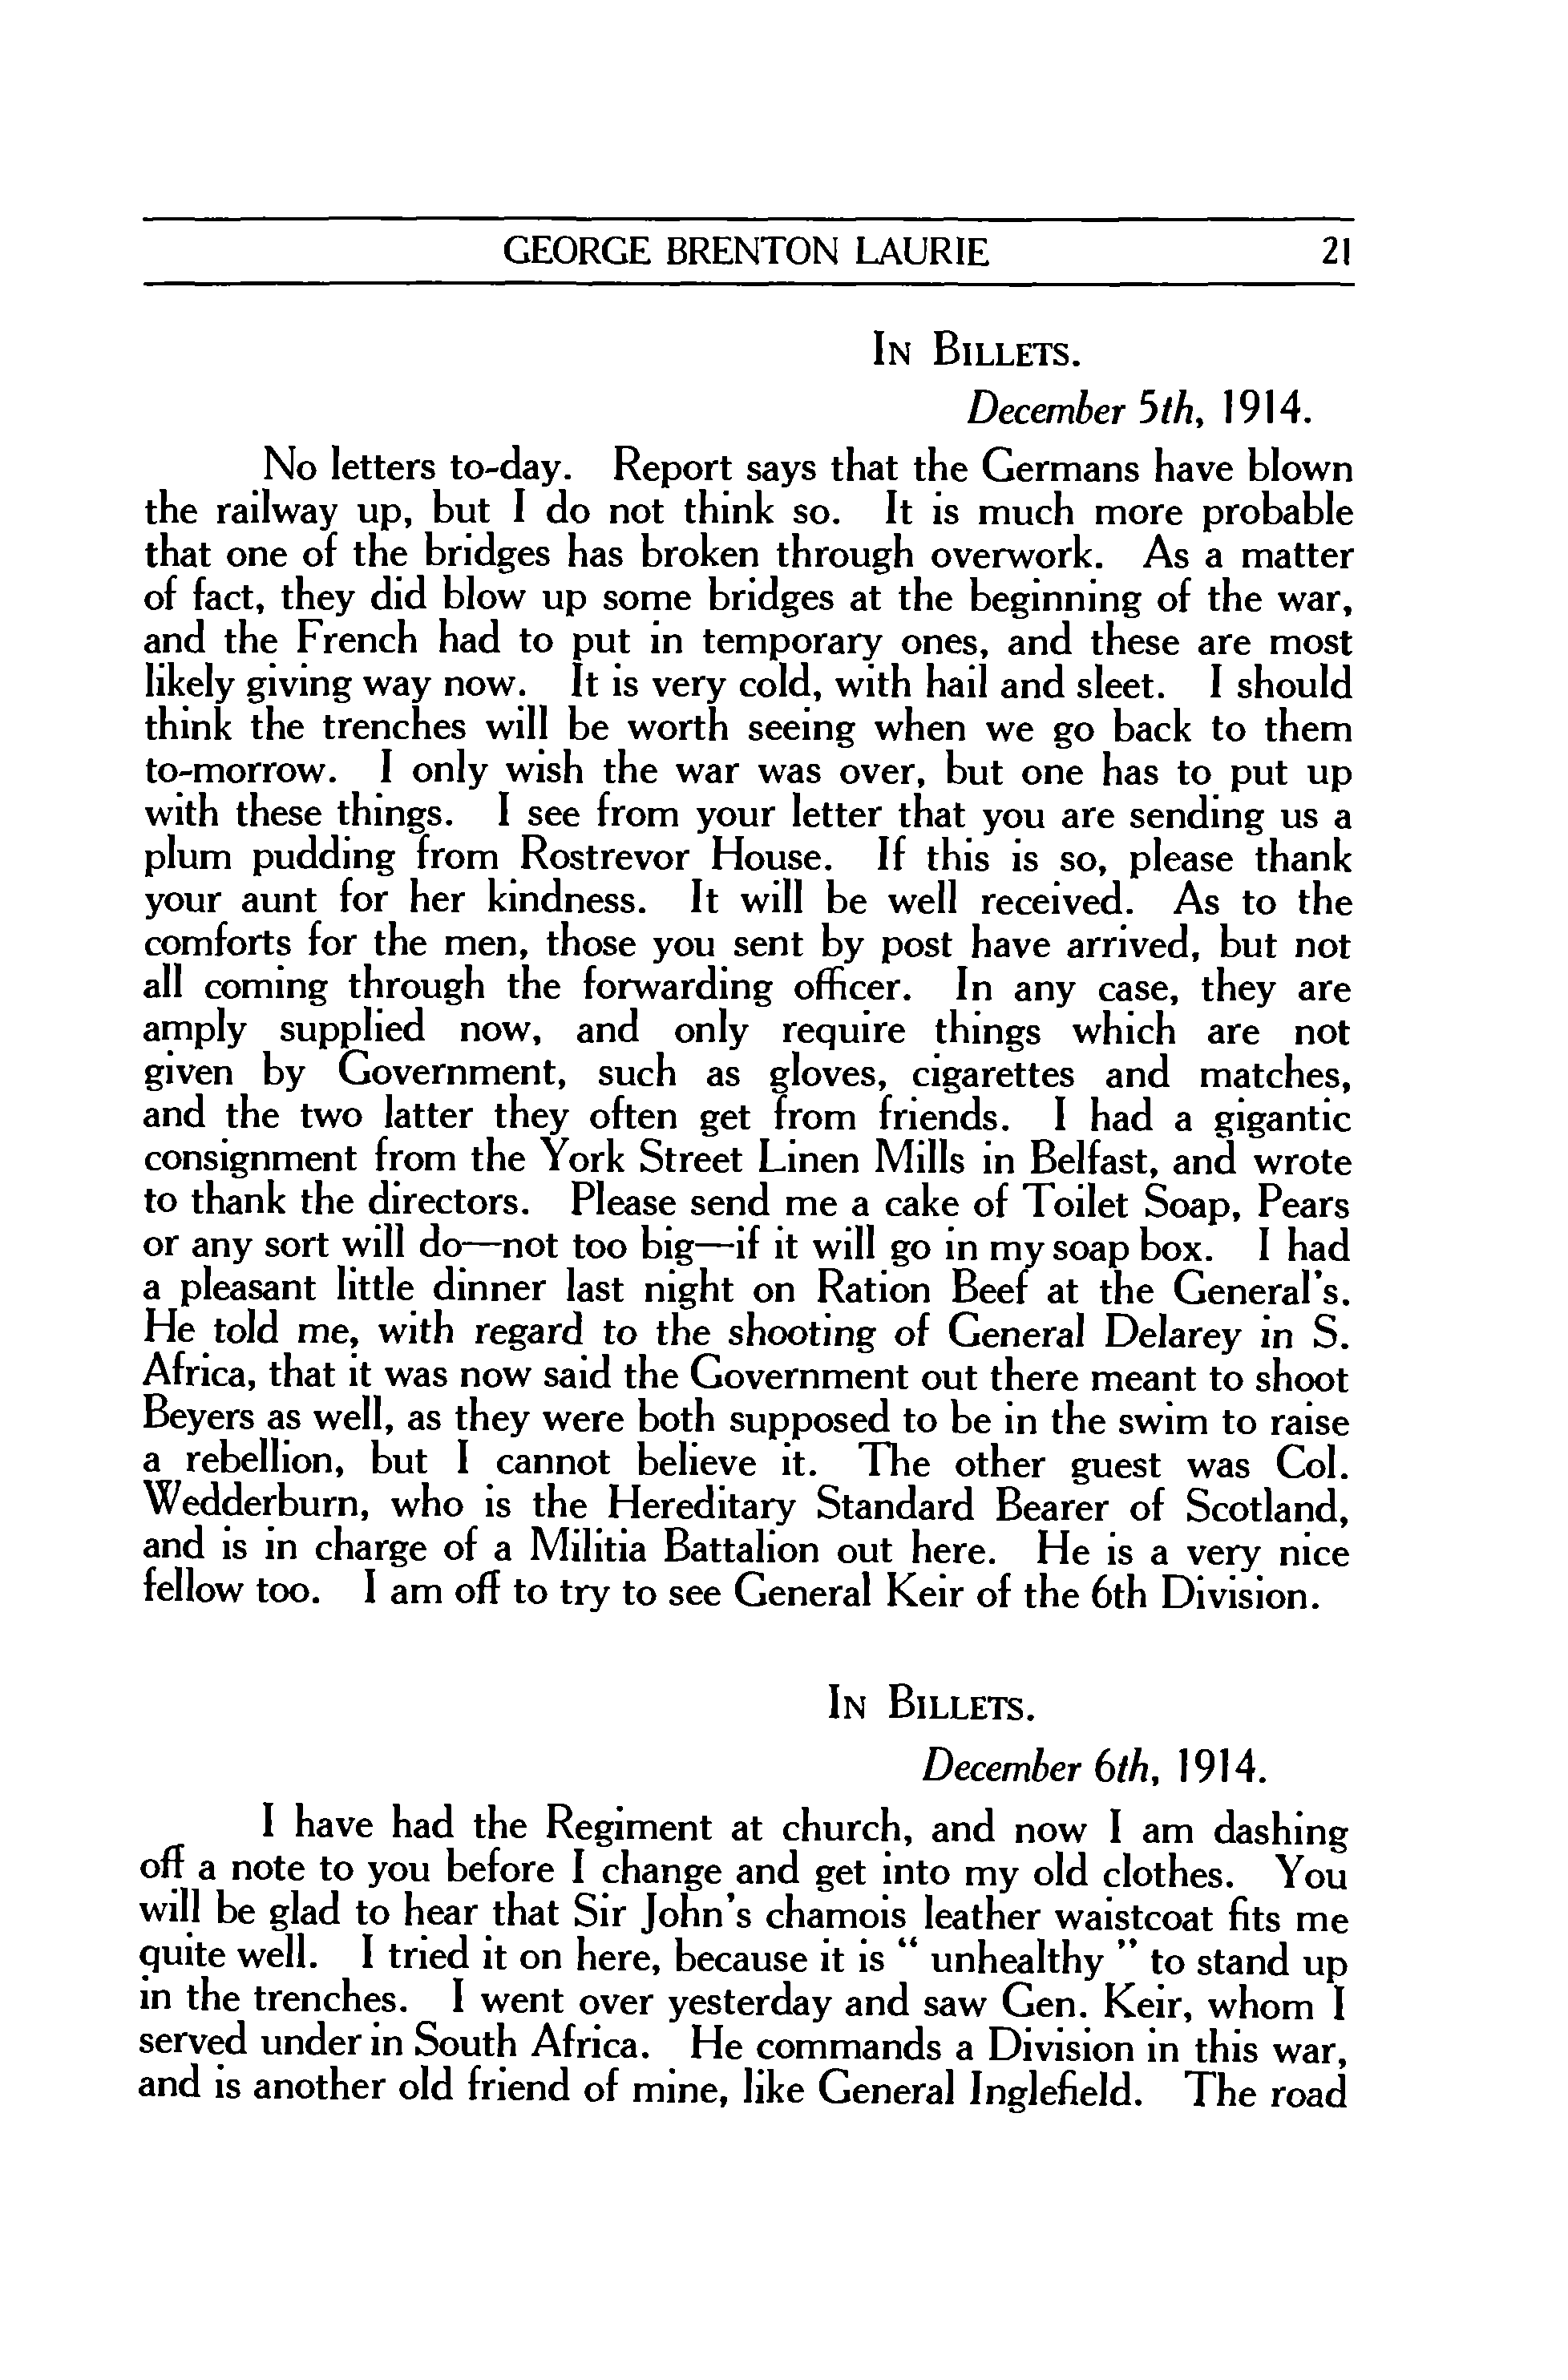 GEORGE BRENTON LAURIE 21
IN BILLETS.
December 5th, 1914.
No letters to-day. Report says that the Germans have blown
the railway up, but I do not think so. It is much more probable
that one of the bridges has broken through overwork. As a matter
of fact, they did blow up some bridges at the beginning of the war,
and the French had to put in temporary ones, and these are most
likely giving way now. It is very cold, with hail and sleet. I should
think the trenches will be worth seeing when we go back to them
to-morrow. I only wish the war was over, but one has to put up
with these things. I see from your letter that you are sending us a
plum pudding from Rostrevor House. If this is so, please thank
your aunt for her kindness. It will be well received. As to the
comforts for the men, those you sent by post have arrived, but not
all coming through the forwarding officer. In any case, they are
amply supplied now, and only require things which are not
given by Government, such as gloves, cigarettes and matches,
and the two latter they often get from friends. I had a gigantic
consignment from the York Street Linen Mills in Belfast, and wrote
to thank the directors. Please send me a cake of Toilet Soap, Pears
or any sort will do—not too big—if it will go in my soap box. I had
a pleasant little dinner last night on Ration Beef at the General's.
He told me, with regard to the shooting of General Delarey in S.
Africa, that it was now said the Government out there meant to shoot
Beyers as well, as they were both supposed to be in the swim to raise
a rebellion, but I cannot believe it. The other guest was Col.
Wedderburn, who is the Hereditary Standard Bearer of Scotland,
and is in charge of a Militia Battalion out here. He is a very nice
fellow too. I am off to try to see General Keir of the 6th Division.
IN BILLETS.
December 6th, 1914.
I have had the Regiment at church, and now I am dashing
off a note to you before I change and get into my old clothes. You
will be glad to hear that Sir John's chamois leather waistcoat fits me
quite well. I tried it on here, because it is “ unhealthy ” to stand up
in the trenches. I went over yesterday and saw Gen. Keir, whom I
served under in South Africa. He commands a Division in this war,
and is another old friend of mine, like General Inglefield. The road